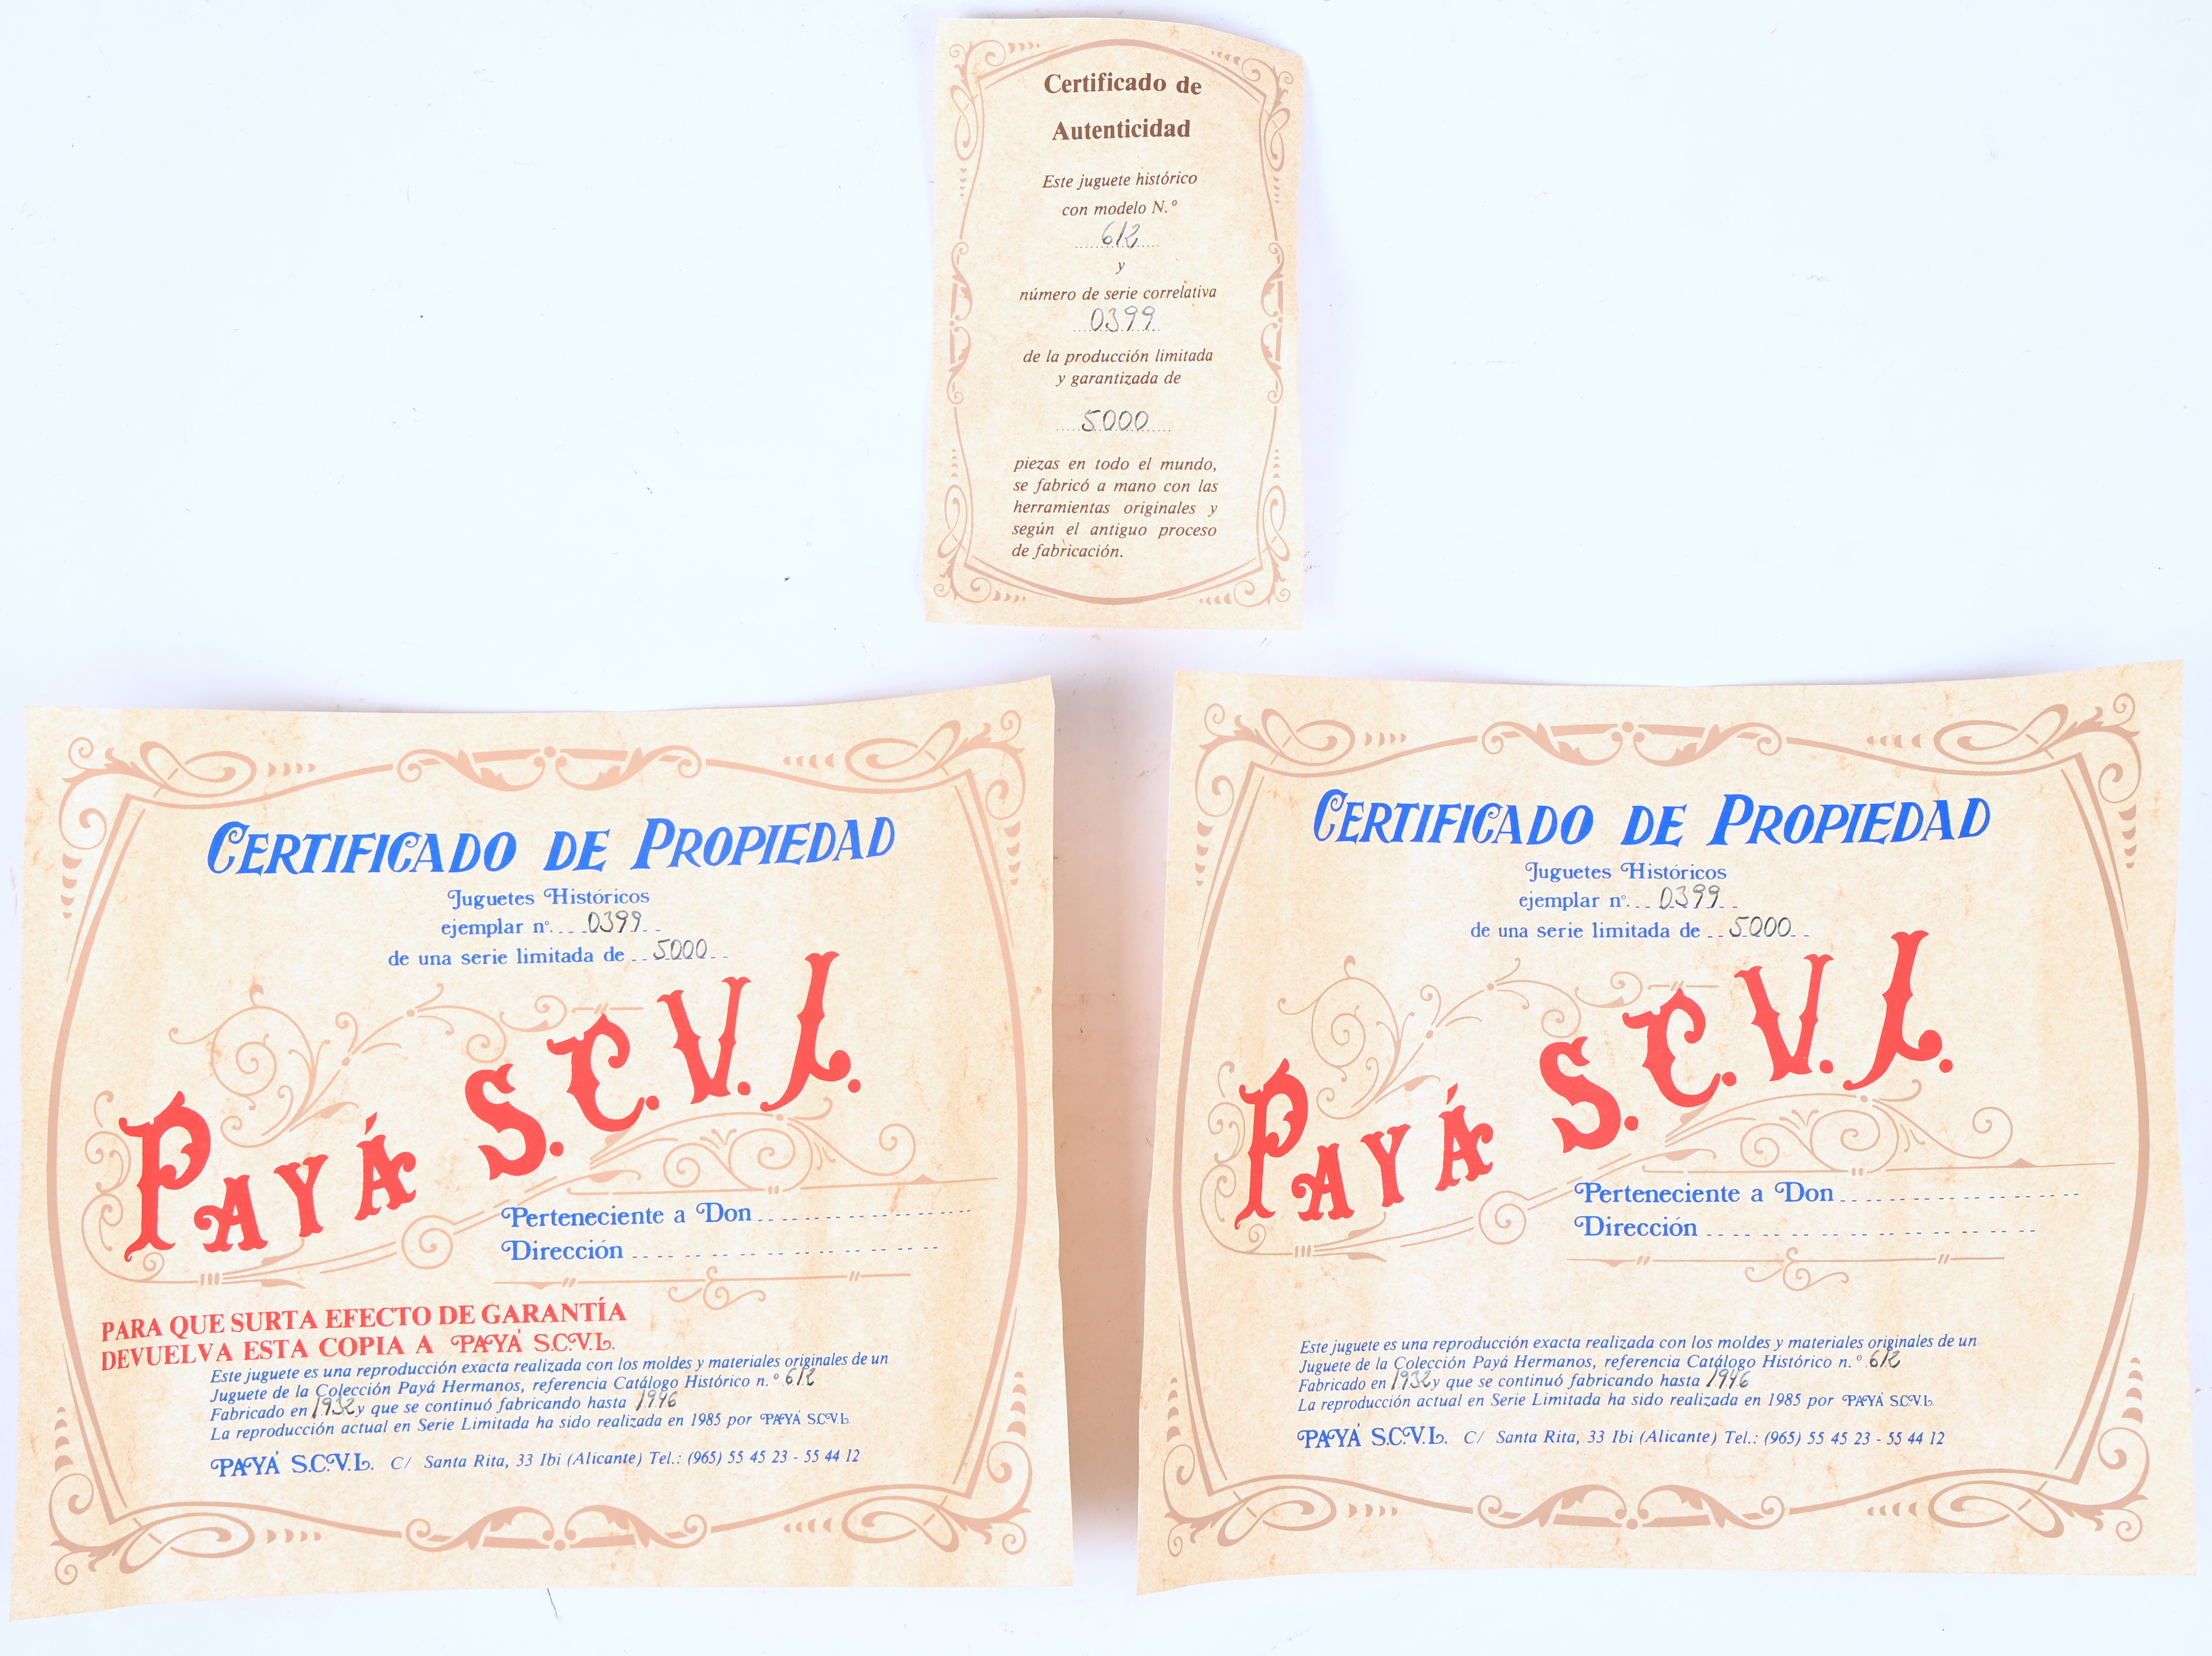 Certificado de
Autenticidad
Este juguete histórico
con modelo N.º
612
y
número de serie correlativa
0399
de la producción limitada
y garantizada de
5000
piezas en todo el mundo,
se fabricó a mano con las
herramientas originales y
según el antiguo proceso
de fabricación.
CERTIFICADO DE PROPIEDAD
Juguetes Históricos
ejemplar nº. 0399
de una serie limitada de 5000
PAYÁ S.C.V.L.
Perteneciente a Don
Dirección
PARA QUE SURTA EFECTO DE GARANTÍA
DEVUELVA ESTA COPIA A PAYÁ S.C.V.L.
Este juguete es una reproducción exacta realizada con los moldes y materiales originales de un
Juguete de la Colección Payá Hermanos, referencia Catálogo Histórico n.º 612
Fabricado en 1932 y que se continuó fabricando hasta 1946
La reproducción actual en Serie Limitada ha sido realizada en 1985 por PAYÁ S.C.V.L.
PAYÁ S.C.V.L. C/ Santa Rita, 33 Ibi (Alicante) Tel.: (965) 55 45 23 - 55 44 12
CERTIFICADO DE PROPIEDAD
Juguetes Históricos
ejemplar nº. 0399
de una serie limitada de 5000
PAYÁ S.C.V.L.
Perteneciente a Don
Dirección
Este juguete es una reproducción exacta realizada con los moldes y materiales originales de un
Juguete de la Colección Payá Hermanos, referencia Catálogo Histórico n.º 612
Fabricado en 1932 y que se continuó fabricando hasta 1946
La reproducción actual en Serie Limitada ha sido realizada en 1985 por PAYÁ S.C.V.L.
PAYÁ S.C.V.L. C/ Santa Rita, 33 Ibi (Alicante) Tel.: (965) 55 45 23 - 55 44 12